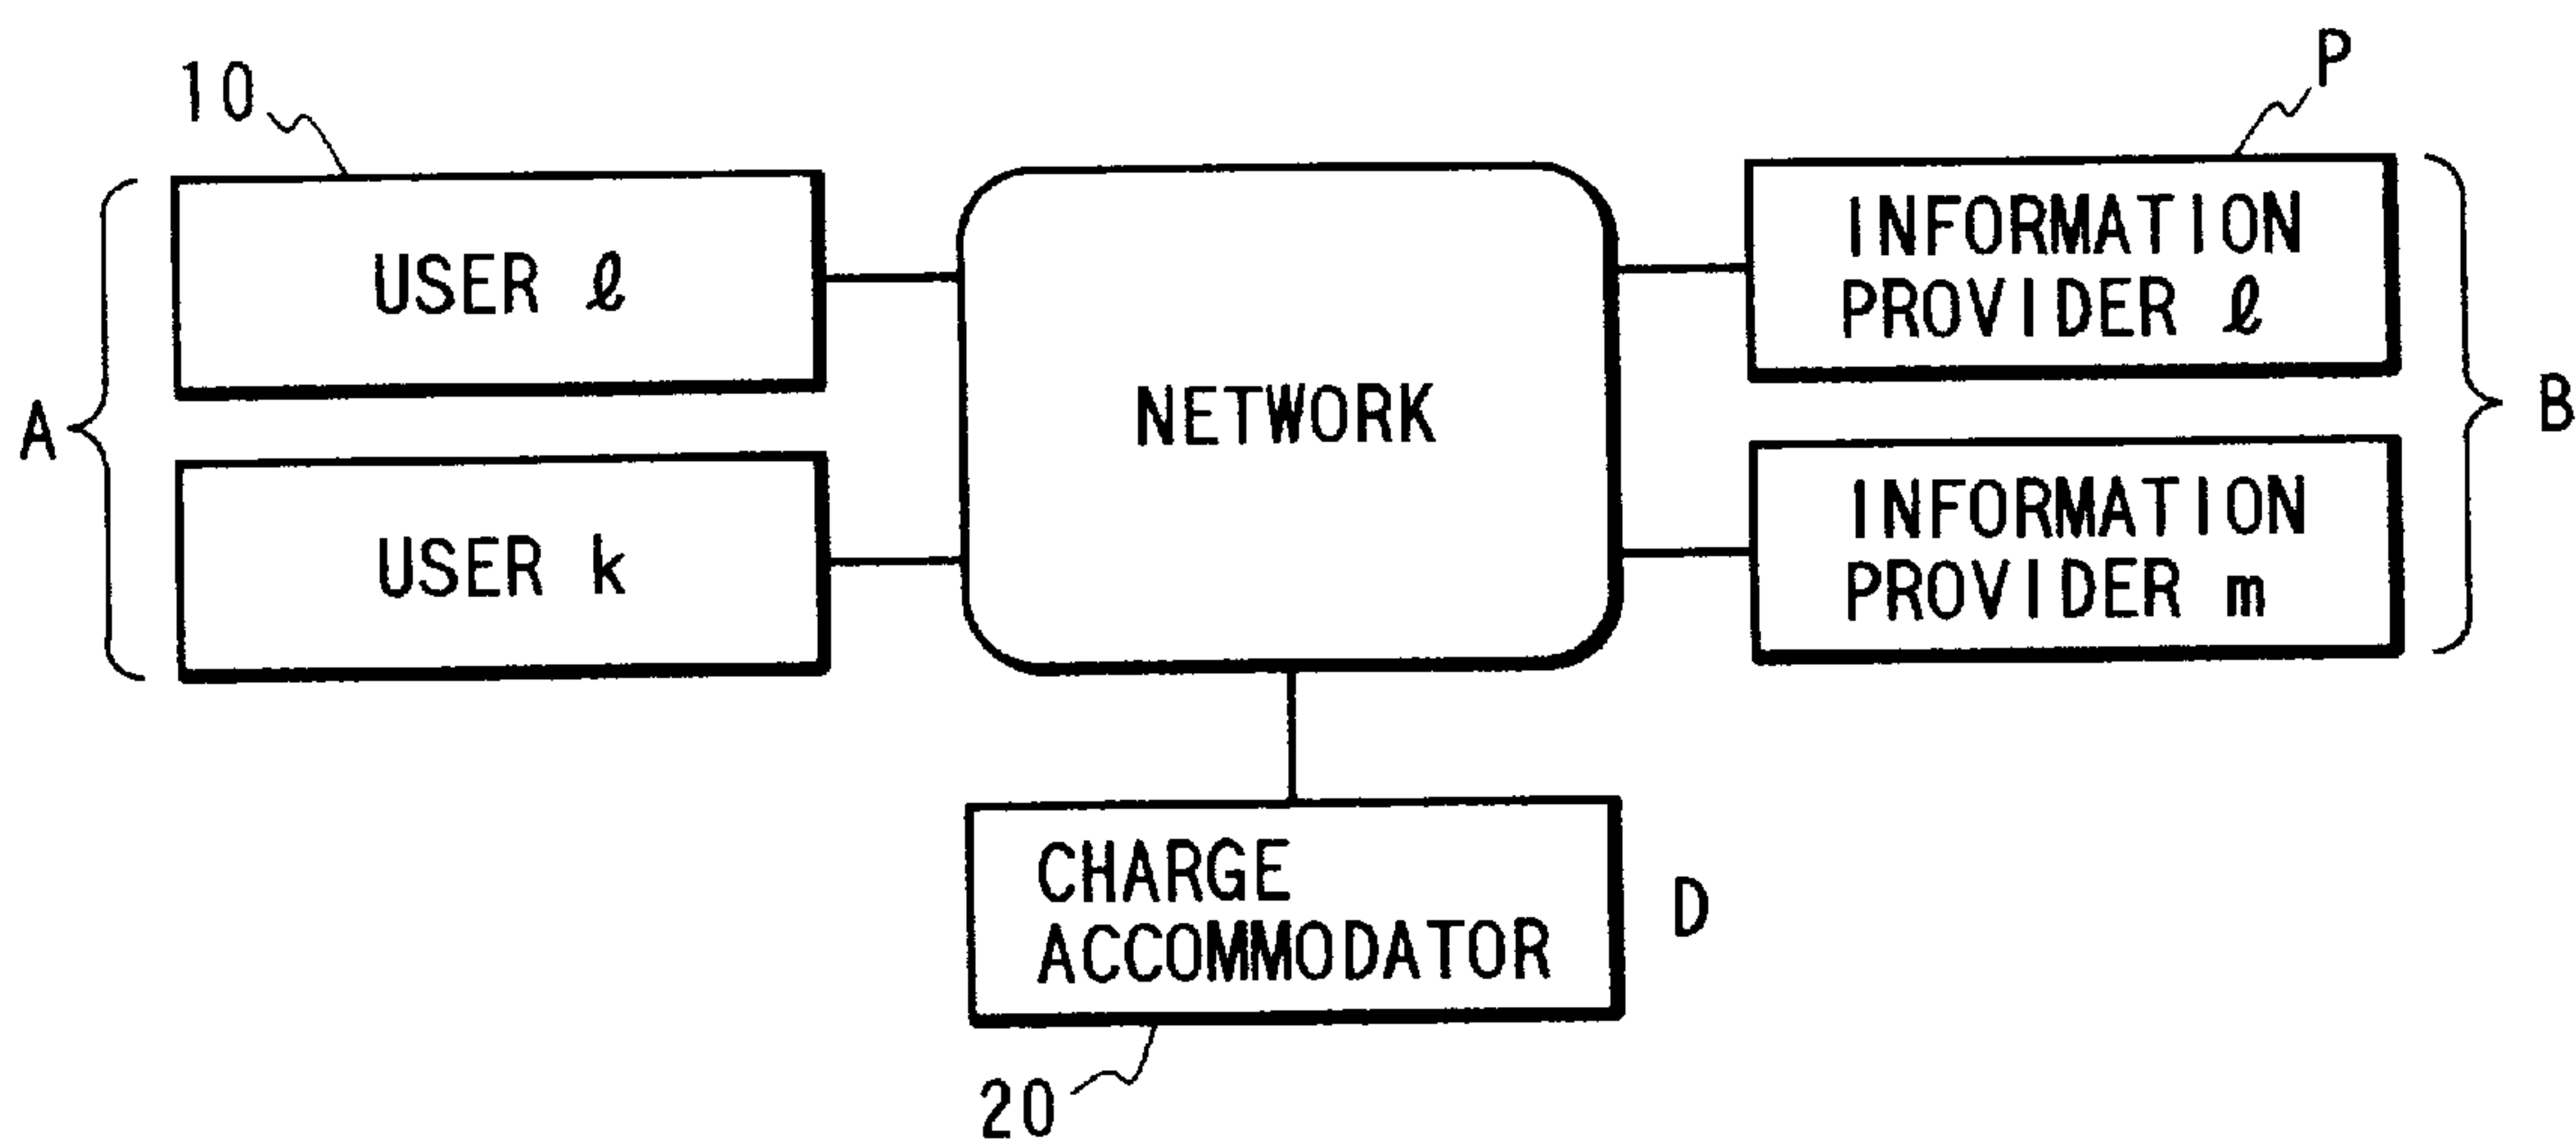 10
P
A
USER ℓ
USER k
NETWORK
INFORMATION
PROVIDER ℓ
INFORMATION
PROVIDER m
B
CHARGE
ACCOMMODATOR
D
20